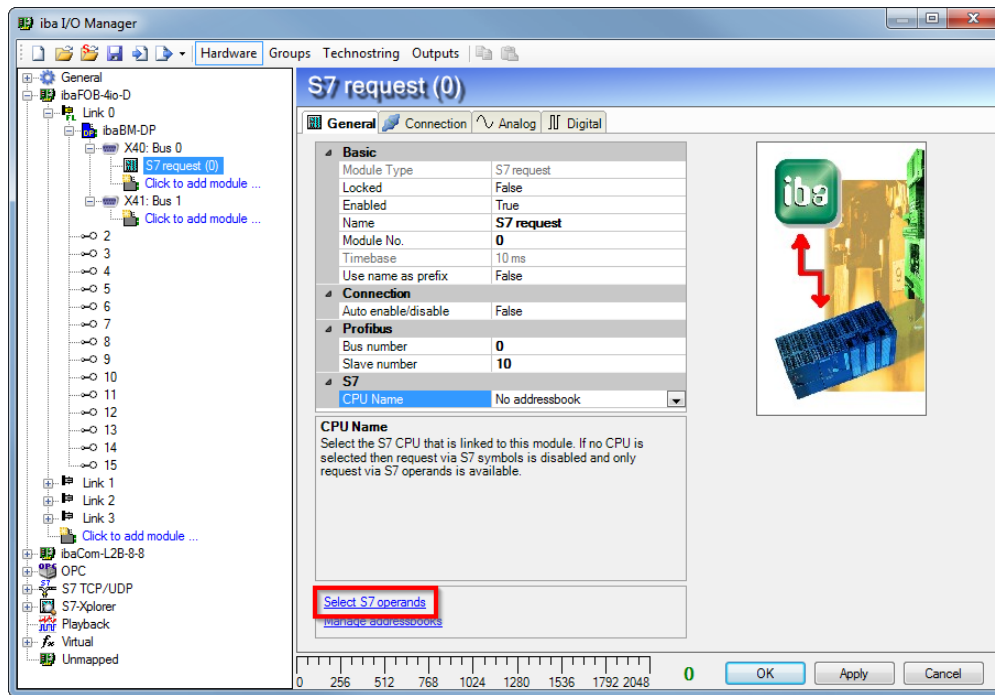 iba I/O Manager
Hardware Groups Technostring Outputs
General
ibaFOB-4io-D
Link 0
ibaBM-DP
X40: Bus 0
S7 request (0)
Click to add module ...
X41: Bus 1
Click to add module ...
2
3
4
5
6
7
8
9
10
11
12
13
14
15
Link 1
Link 2
Link 3
Click to add module ...
ibaCom-L2B-8-8
OPC
S7 TCP/UDP
S7-Xplorer
Playback
Virtual
Unmapped
S7 request (0)
General Connection Analog Digital
Basic
Module Type S7 request
Locked False
Enabled True
Name S7 request
Module No. 0
Timebase 10 ms
Use name as prefix False
Connection
Auto enable/disable False
Profibus
Bus number 0
Slave number 10
S7
CPU Name No addressbook
CPU Name
Select the S7 CPU that is linked to this module. If no CPU is
selected then request via S7 symbols is disabled and only
request via S7 operands is available.
Select S7 operands
Manage addressbooks
iba
0 256 512 768 1024 1280 1536 1792 2048
0
OK Apply Cancel